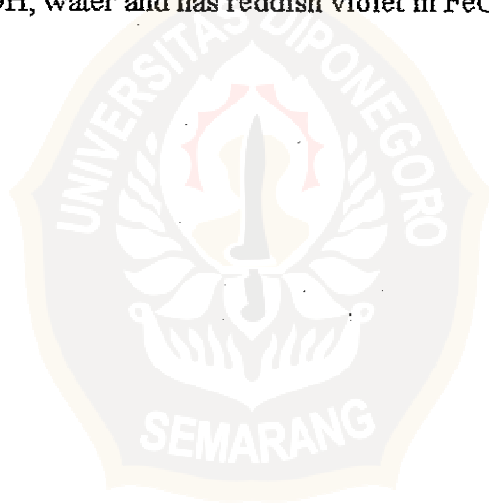 OH, water and has reddish violet in FeC
UNIVERSITAS DIPONEGORO
SEMARANG